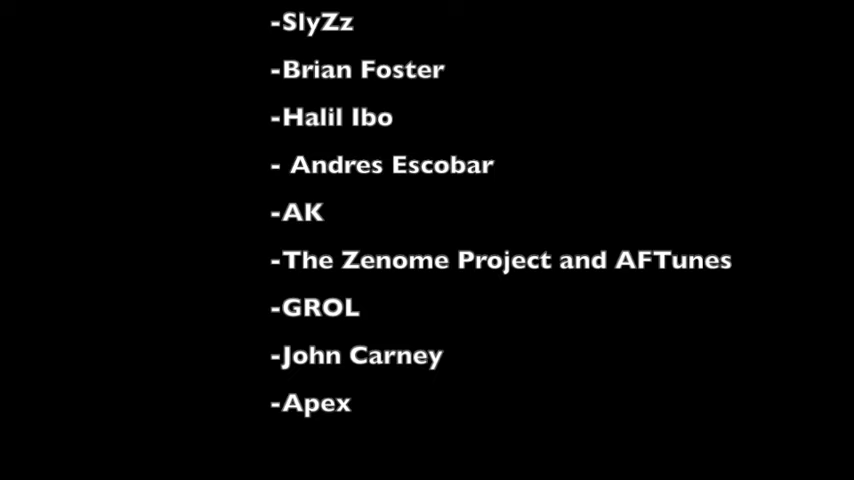 -SlyZz
-Brian Foster
-Halil Ibo
- Andres Escobar
-AK
-The Zenome Project and AFTunes
-GROL
-John Carney
-Apex